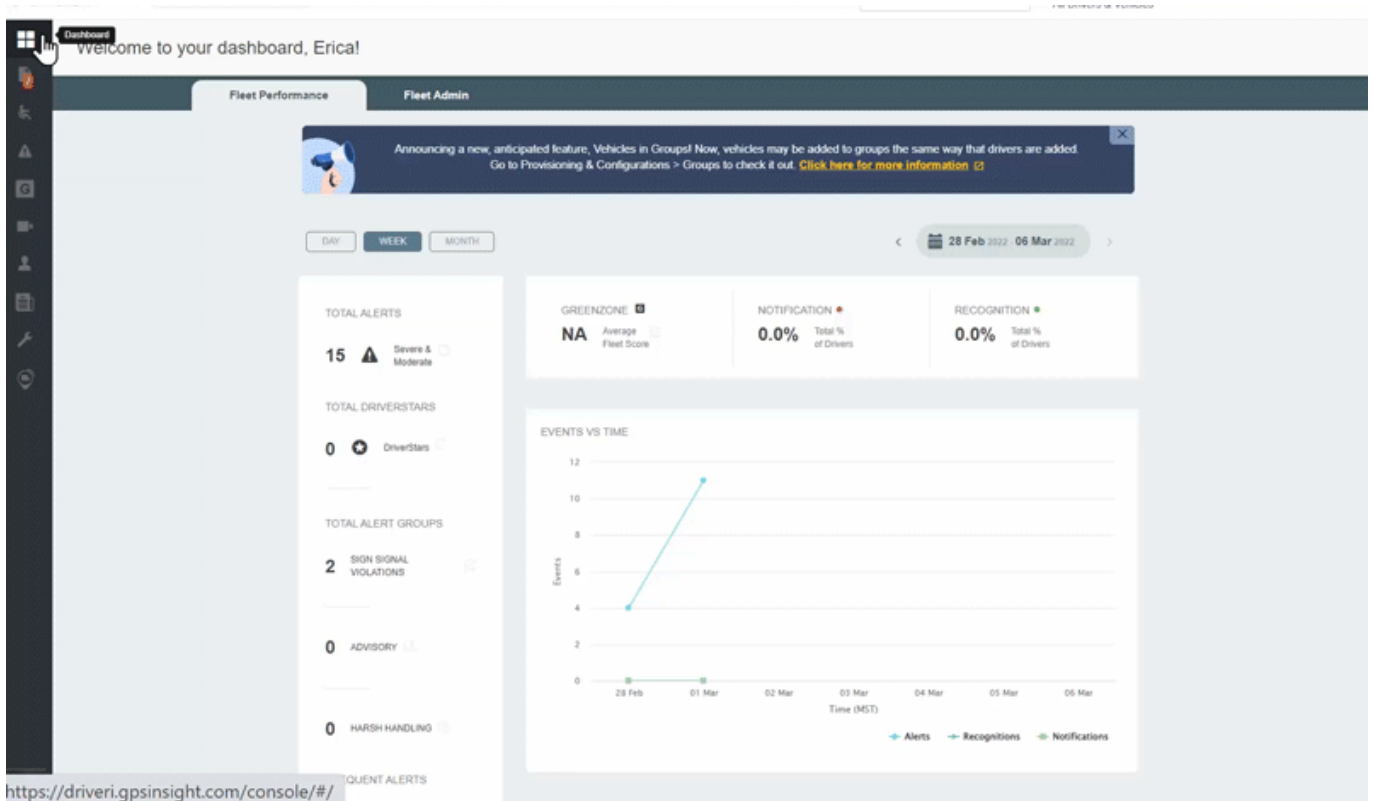 Dashboard
Welcome to your dashboard, Erica!
Fleet Performance
Fleet Admin
Announcing a new, anticipated feature, Vehicles in Groups! Now, vehicles may be added to groups the same way that drivers are added.
Go to Provisioning & Configurations > Groups to check it out. Click here for more information
DAY
WEEK
MONTH
28 Feb 2022 - 06 Mar 2022
TOTAL ALERTS
15
Severe &
Moderate
TOTAL DRIVERSTARS
0
DriverStars
TOTAL ALERT GROUPS
2
SIGN SIGNAL
VIOLATIONS
0
ADVISORY
0
HARSH HANDLING
QUENT ALERTS
GREENZONE
NA
Average
Fleet Score
NOTIFICATION
0.0%
Total %
of Drivers
RECOGNITION
0.0%
Total %
of Drivers
EVENTS VS TIME
12
10
8
6
4
2
0
Events
28 Feb
01 Mar
02 Mar
03 Mar
04 Mar
05 Mar
06 Mar
Time (MST)
Alerts
Recognitions
Notifications
https://driveri.gpsinsight.com/console/#/